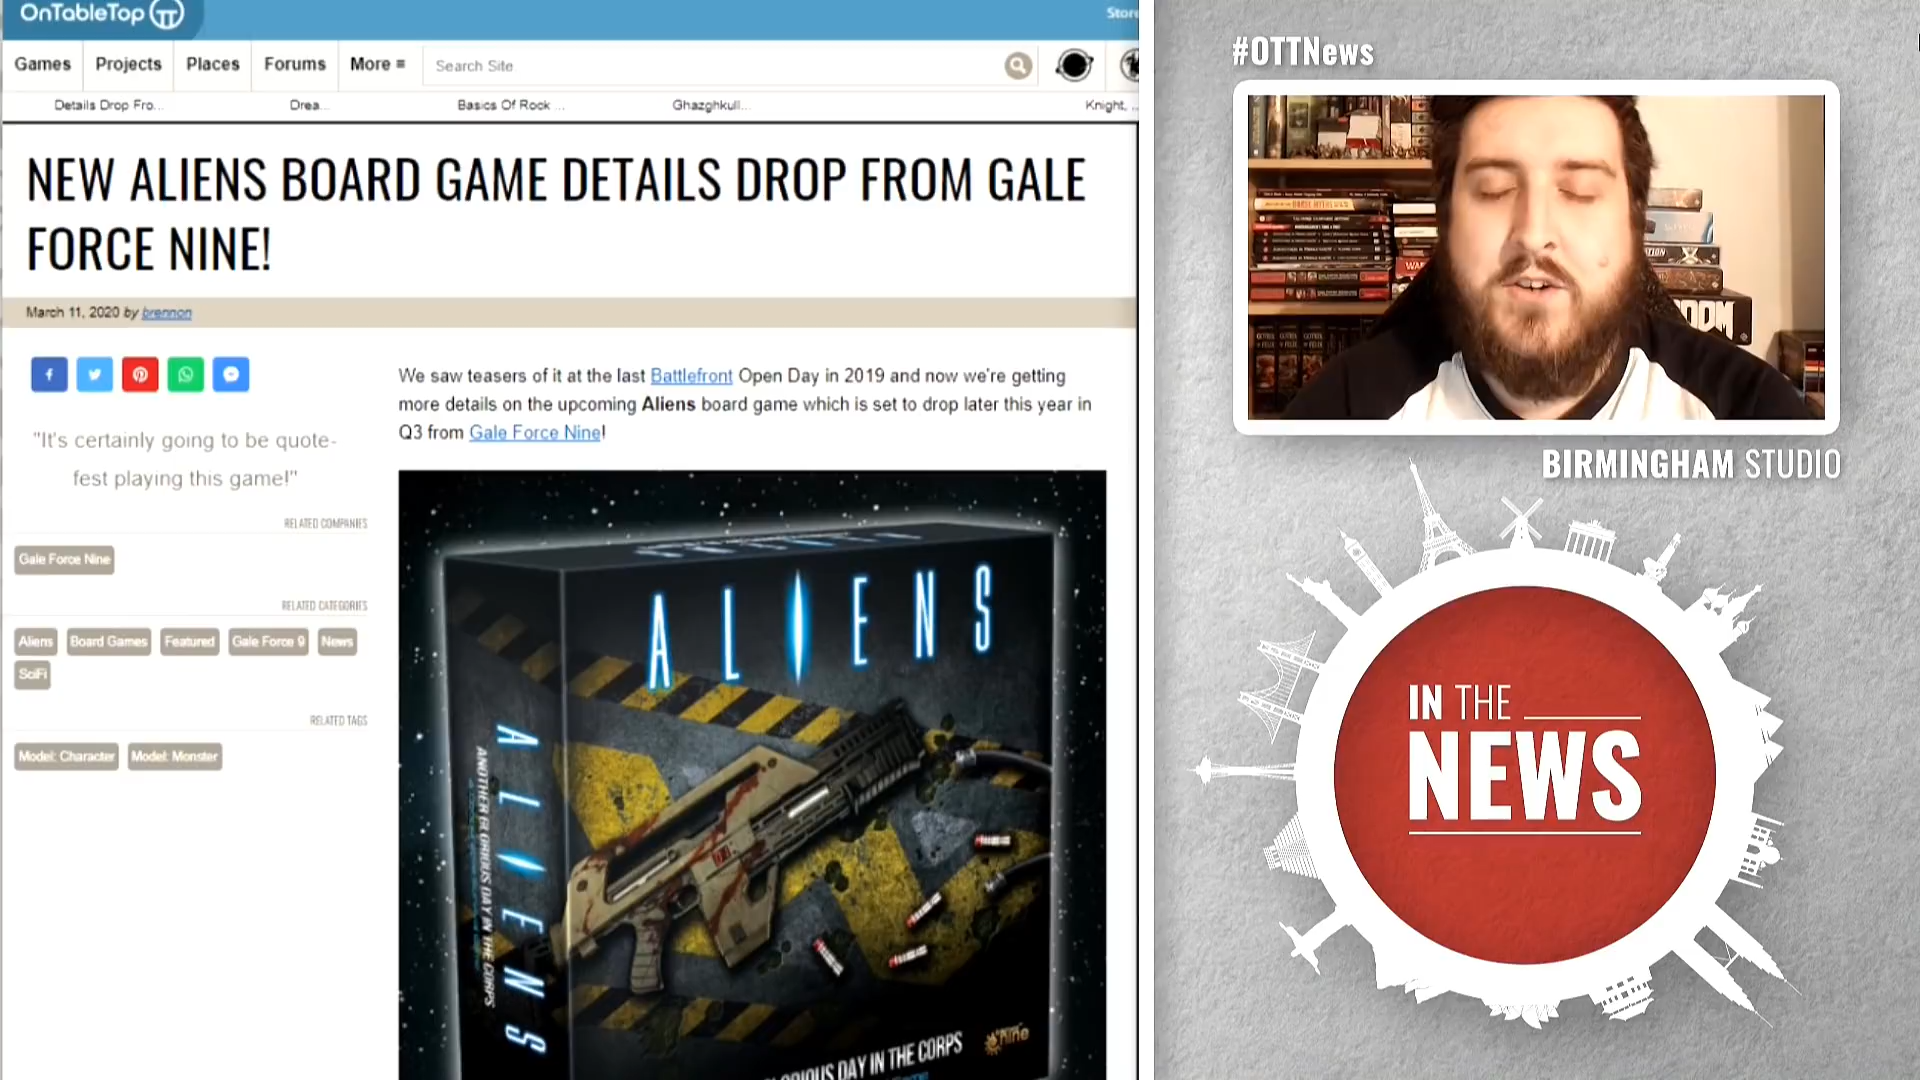 OnTableTop
Store
Games
Projects
Places
Forums
More ≡
Search Site
Details Drop Fro...
Drea...
Basics Of Rock ...
Ghazghkull...
Knight, ...
NEW ALIENS BOARD GAME DETAILS DROP FROM GALE
FORCE NINE!
March 11, 2020 by brennon
"It's certainly going to be quote-
fest playing this game!"
RELATED COMPANIES
Gale Force Nine
RELATED CATEGORIES
Aliens
Board Games
Featured
Gale Force 9
News
SciFi
RELATED TAGS
Model: Character
Model: Monster
We saw teasers of it at the last Battlefront Open Day in 2019 and now we're getting
more details on the upcoming Aliens board game which is set to drop later this year in
Q3 from Gale Force Nine!
ALIENS
ALIENS
ANOTHER GLORIOUS DAY IN THE CORPS
DAY IN THE CORPS
nine
#OTTNews
BIRMINGHAM STUDIO
IN THE
NEWS